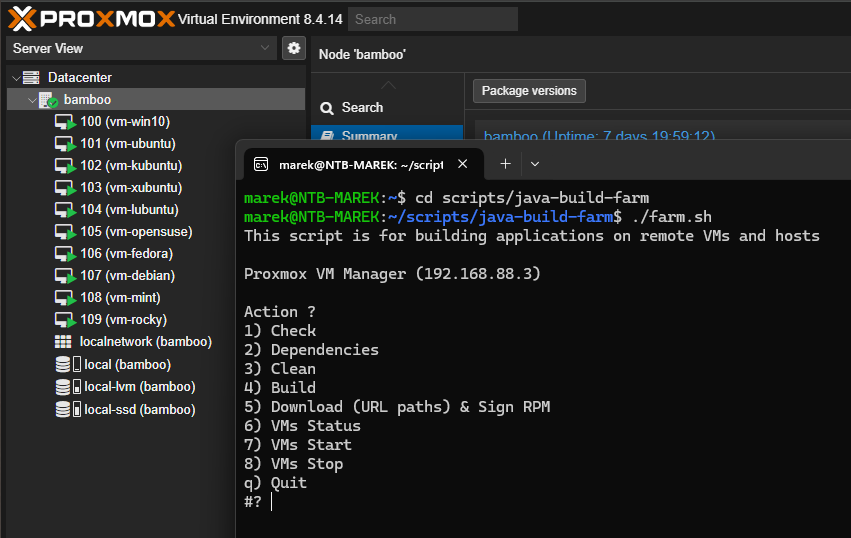 PROXMOX Virtual Environment 8.4.14 Search
Server View
Node 'bamboo'
Datacenter
bamboo
100 (vm-win10)
101 (vm-ubuntu)
102 (vm-kubuntu)
103 (vm-xubuntu)
104 (vm-lubuntu)
105 (vm-opensuse)
106 (vm-fedora)
107 (vm-debian)
108 (vm-mint)
109 (vm-rocky)
localnetwork (bamboo)
local (bamboo)
local-lvm (bamboo)
local-ssd (bamboo)
Search
Summary
Package versions
bamboo (Uptime: 7 days 19:59:12)
marek@NTB-MAREK: ~/script
marek@NTB-MAREK:~$ cd scripts/java-build-farm
marek@NTB-MAREK:~/scripts/java-build-farm$ ./farm.sh
This script is for building applications on remote VMs and hosts
Proxmox VM Manager (192.168.88.3)
Action ?
1) Check
2) Dependencies
3) Clean
4) Build
5) Download (URL paths) & Sign RPM
6) VMs Status
7) VMs Start
8) VMs Stop
q) Quit
#?